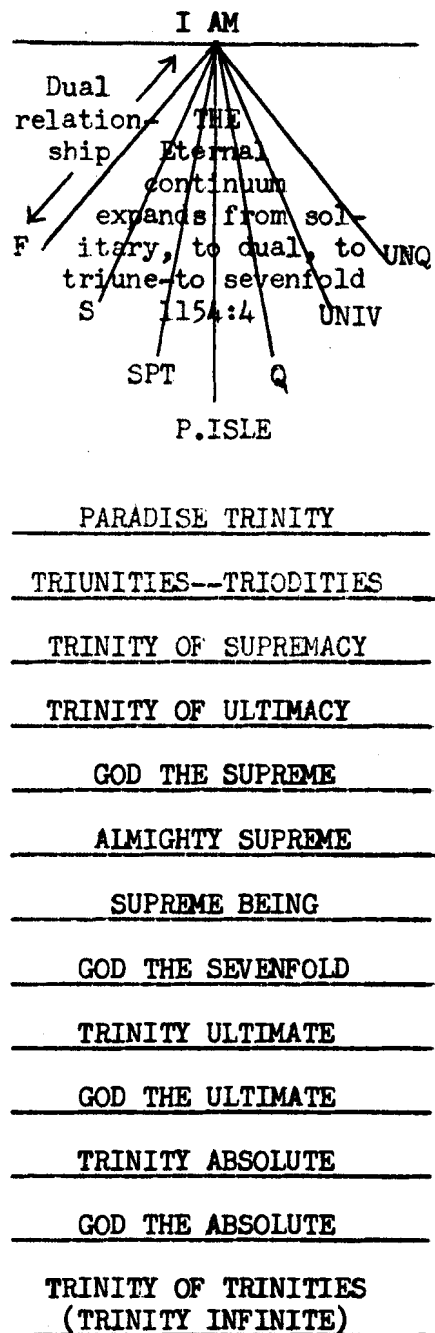 I AM
Dual
relation-
ship
THE
Eternal
continuum
expands from sol-
itary, to dual, to
triune-to sevenfold
1154:4
F
UNQ
S
UNIV
SPT
Q
P.ISLE
PARADISE TRINITY
TRIUNITIES--TRIODITIES
TRINITY OF SUPREMACY
TRINITY OF ULTIMACY
GOD THE SUPREME
ALMIGHTY SUPREME
SUPREME BEING
GOD THE SEVENFOLD
TRINITY ULTIMATE
GOD THE ULTIMATE
TRINITY ABSOLUTE
GOD THE ABSOLUTE
TRINITY OF TRINITIES
(TRINITY INFINITE)